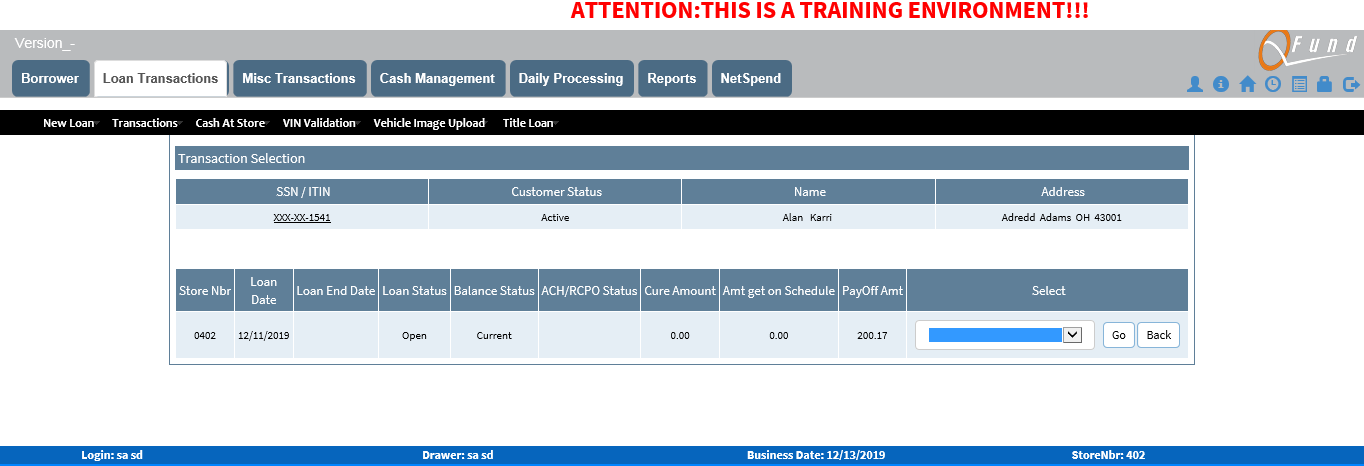 ATTENTION:THIS IS A TRAINING ENVIRONMENT!!!
Version_-
QFund
Borrower Loan Transactions Misc Transactions Cash Management Daily Processing Reports NetSpend
New Loan Transactions Cash At Store VIN Validation Vehicle Image Upload Title Loan
Transaction Selection
SSN / ITIN Customer Status Name Address
XXX-XX-1541 Active Alan Karri Adredd Adams OH 43001
Store Nbr Loan Date Loan End Date Loan Status Balance Status ACH/RCPO Status Cure Amount Amt get on Schedule PayOff Amt Select
0402 12/11/2019 Open Current 0.00 0.00 200.17 Go Back
Login: sa sd Drawer: sa sd Business Date: 12/13/2019 StoreNbr: 402